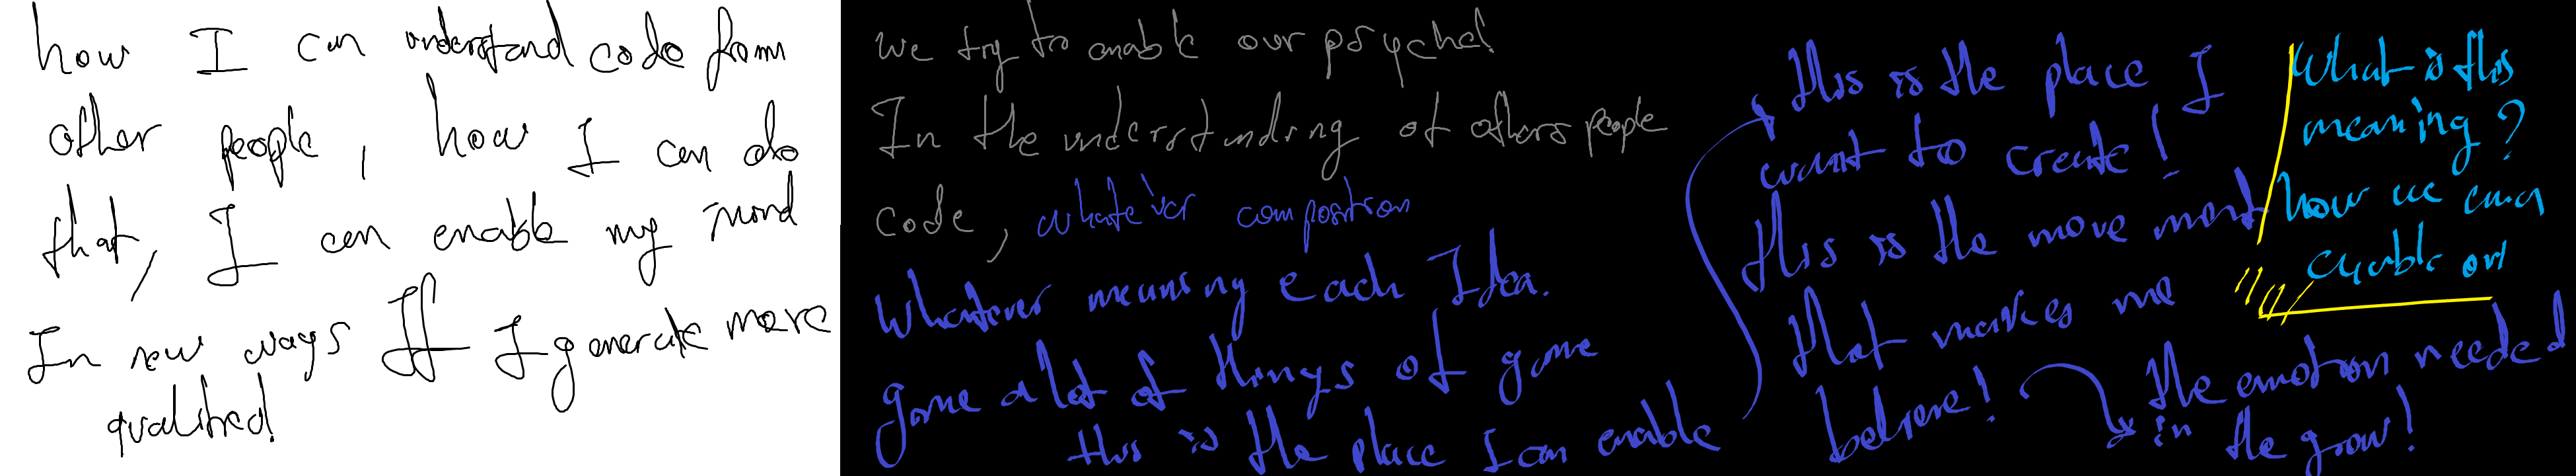 how I can understand code from
other people, how I can do
that, I can enable my mind
In new ways If I generate more
qualited!
we try to enable our psyche!
In the understanding of others people
code, whatever composition
Whatever meaning each Idea.
game a lot of things of game
this is the place I can enable
this is the place I
want to create!
this is the move ment
that makes me
believe!
the emotion needed
in the grow!
What is this
meaning?
how we can
enable on